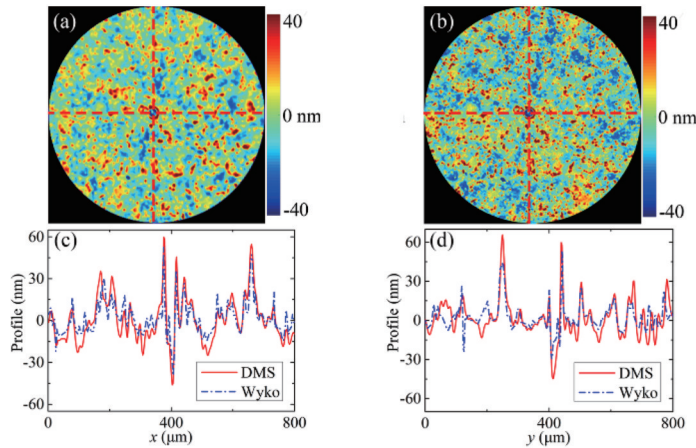 (a)
40
0 nm
-40
(b)
40
0 nm
-40
(c)
60
30
0
-30
-60
Profile (nm)
DMS
Wyko
0
400
800
x (μm)
(d)
60
30
0
-30
-60
Profile (nm)
DMS
Wyko
0
400
800
y (μm)